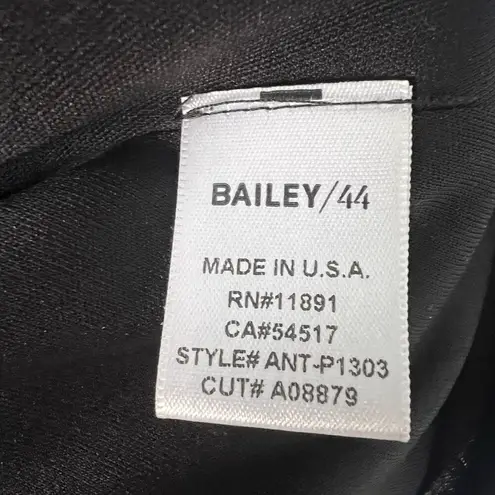 BAILEY/44
MADE IN U.S.A.
RN#11891
CA#54517
STYLE# ANT-P1303
CUT# A08879